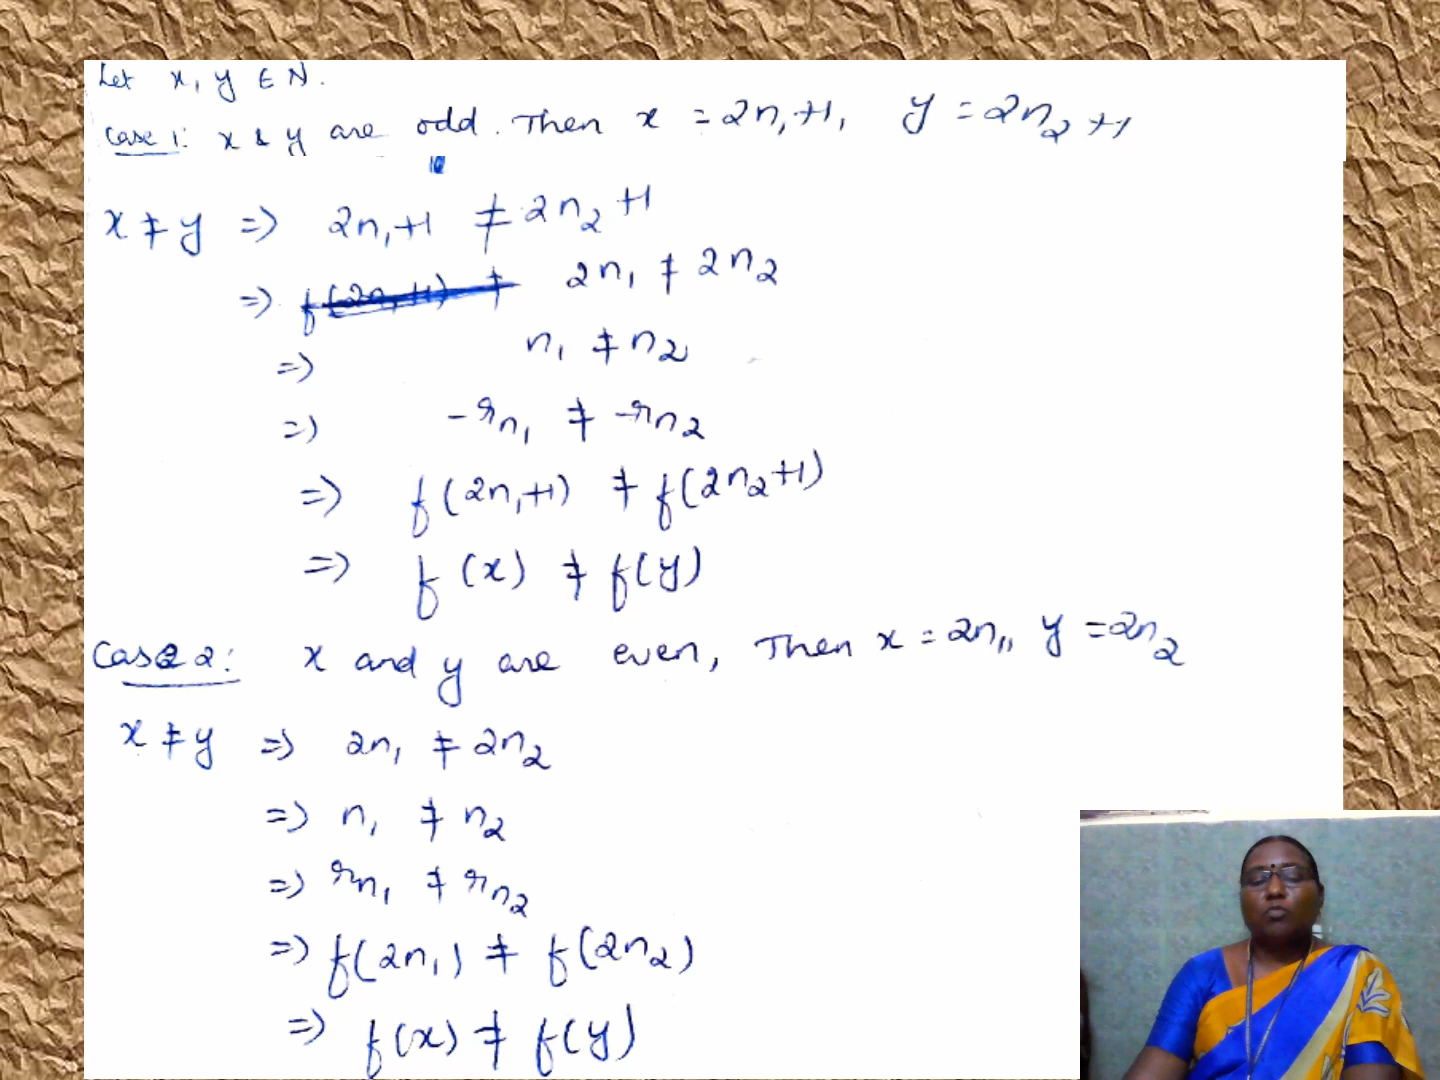 Let x, y ∈ N.
Case 1: x & y are odd. Then x = 2n₁+1, y = 2n₂+1
x ≠ y => 2n₁+1 ≠ 2n₂+1
=> f(2n₁+1) ≠ 2n₁ ≠ 2n₂
=> n₁ ≠ n₂
=> -rₙ₁ ≠ -rₙ₂
=> f(2n₁+1) ≠ f(2n₂+1)
=> f(x) ≠ f(y)
Case 2: x and y are even, Then x = 2n₁, y = 2n₂
x ≠ y => 2n₁ ≠ 2n₂
=> n₁ ≠ n₂
=> rₙ₁ ≠ rₙ₂
=> f(2n₁) ≠ f(2n₂)
=> f(x) ≠ f(y)